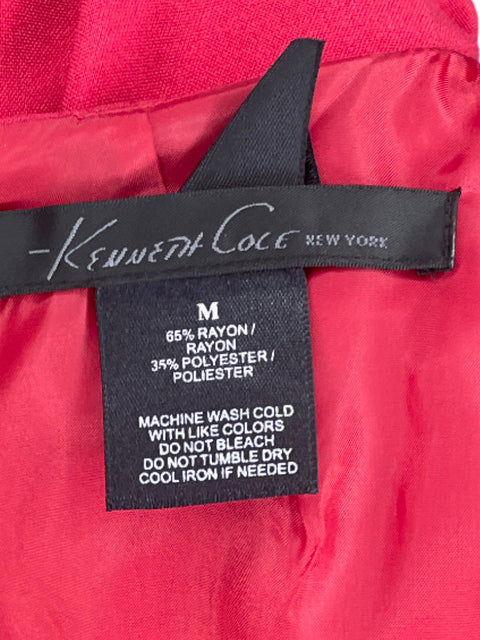 KENNETH COLE NEW YORK
M
65% RAYON /
RAYON
35% POLYESTER /
POLIESTER
MACHINE WASH COLD
WITH LIKE COLORS
DO NOT BLEACH
DO NOT TUMBLE DRY
COOL IRON IF NEEDED